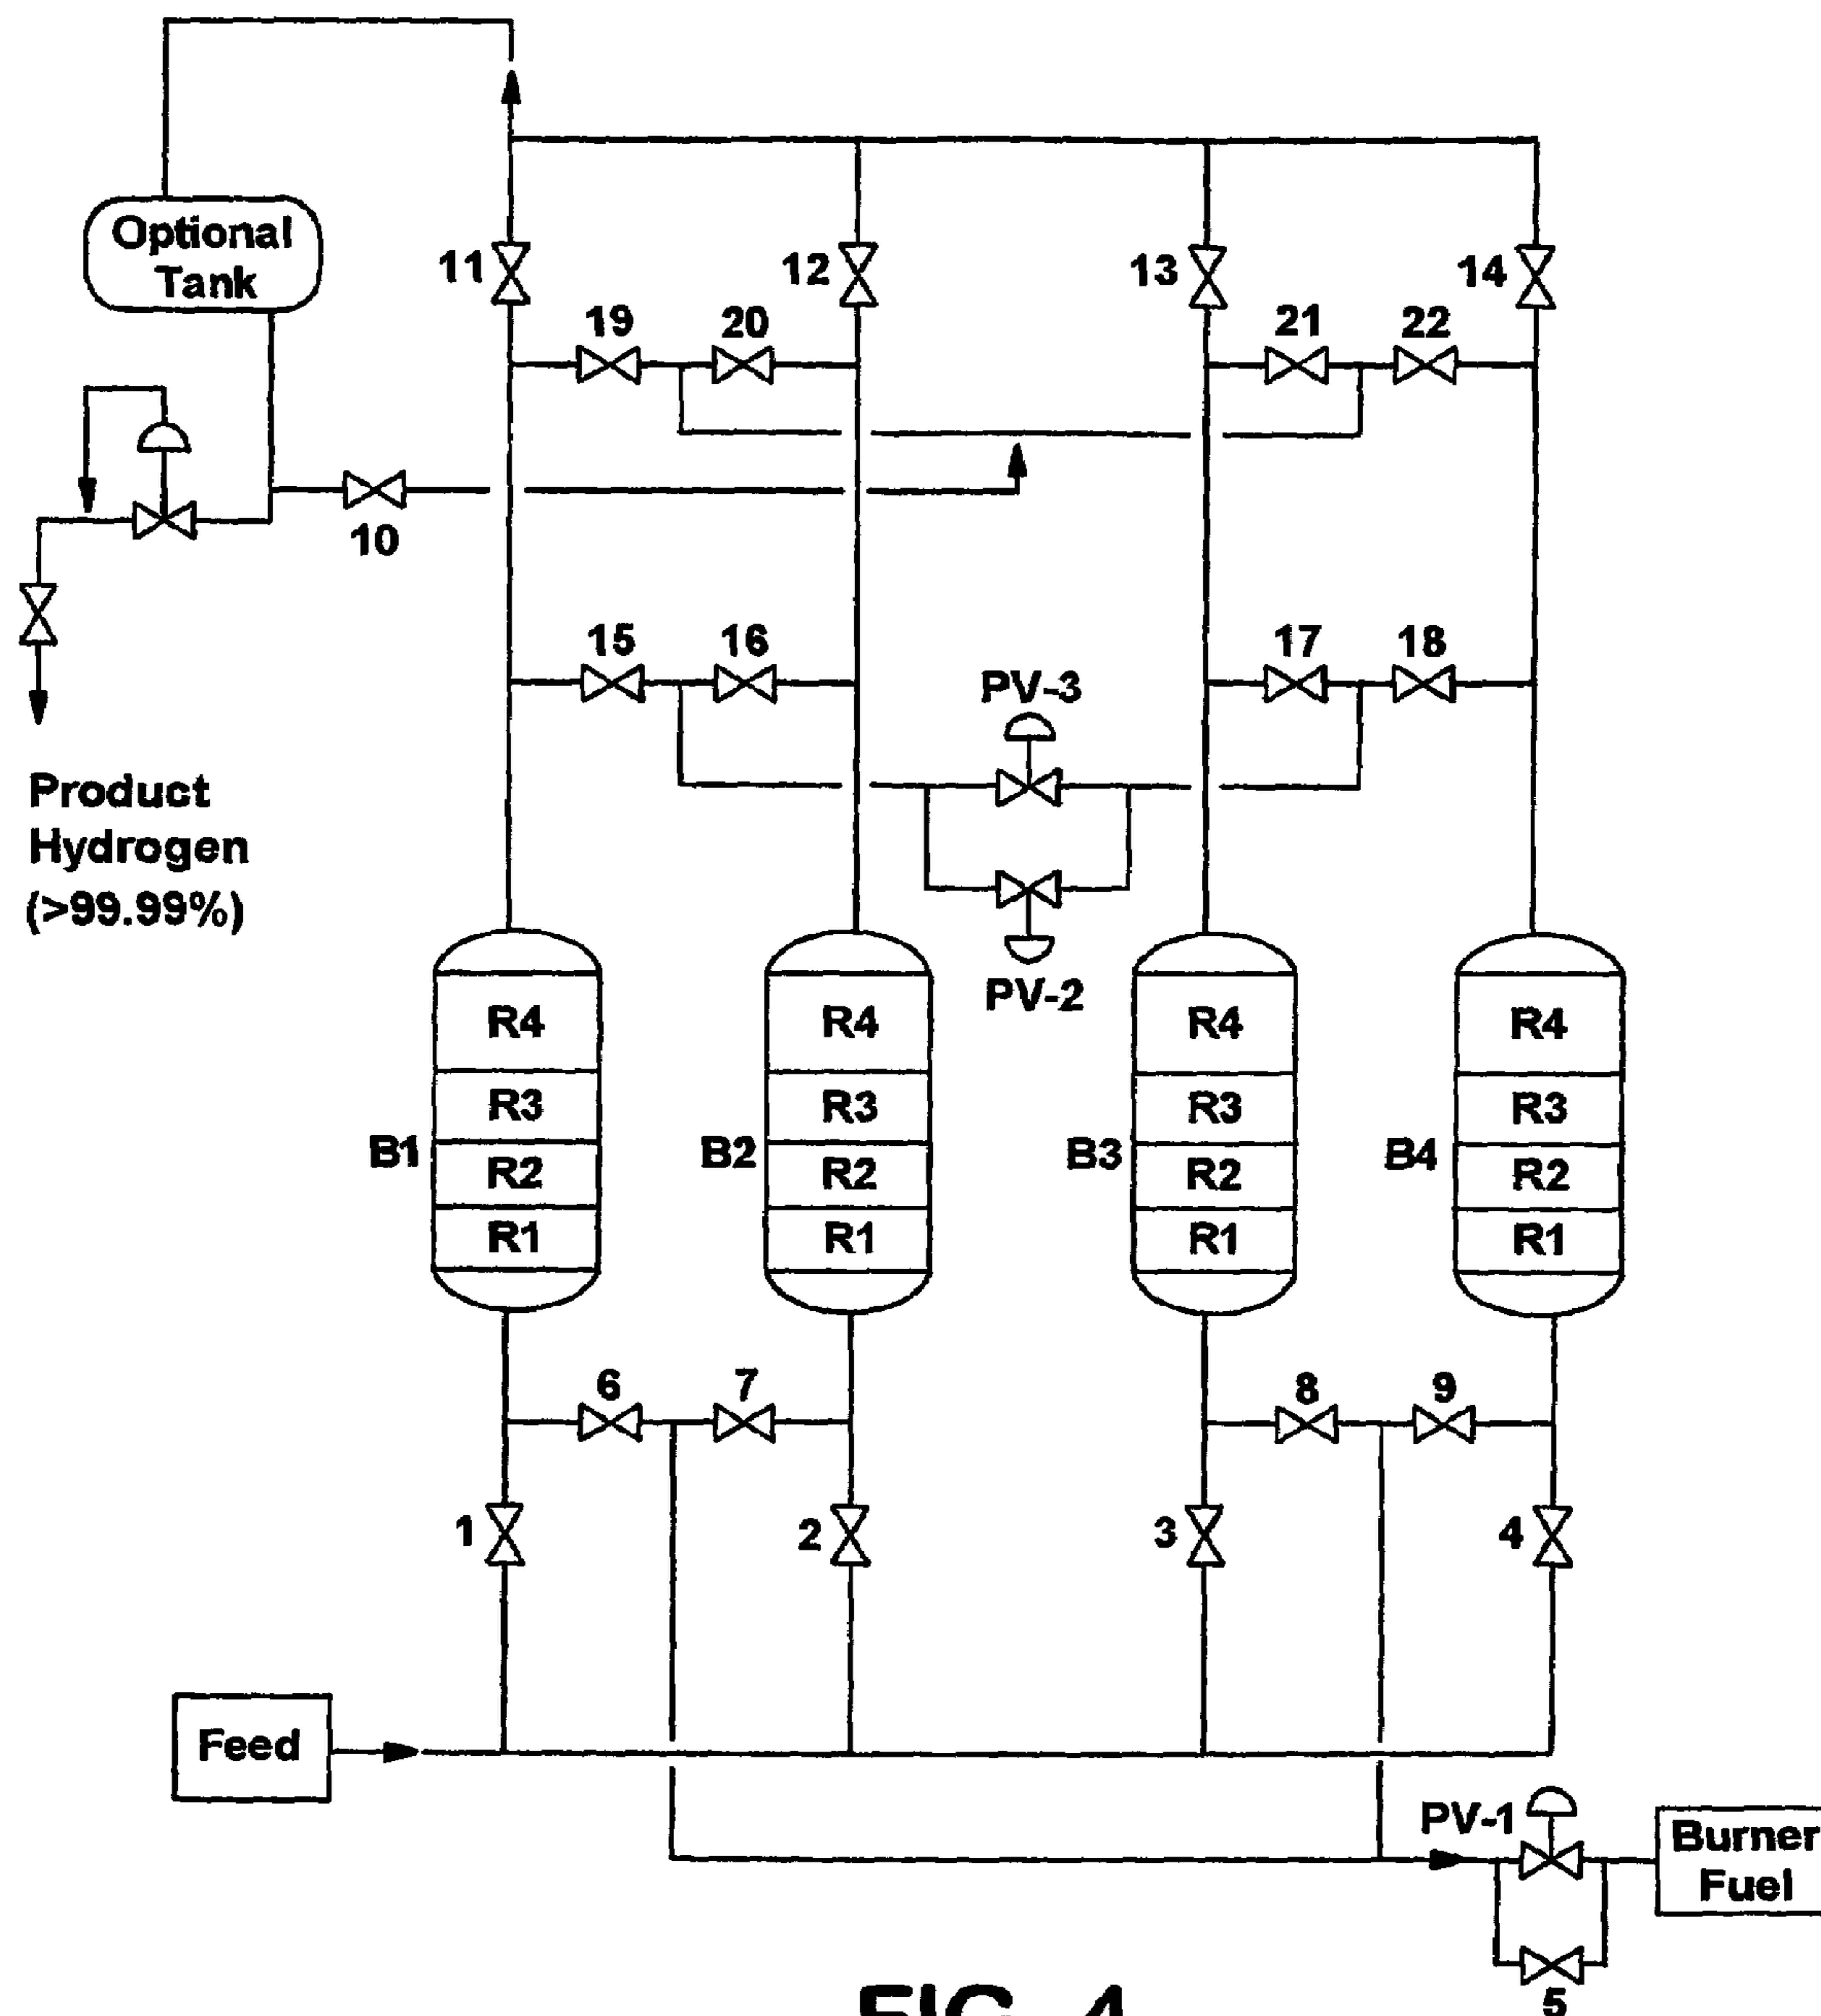 Optional
Tank
11
12
13
14
19
20
21
22
10
15
16
17
18
PV-3
Product
Hydrogen
(>99.99%)
PV-2
R4
R4
R4
R4
R3
R3
R3
R3
B1
B2
B3
B4
R2
R2
R2
R2
R1
R1
R1
R1
6
7
8
9
1
2
3
4
Feed
PV-1
Burner
Fuel
5
FIG. 4